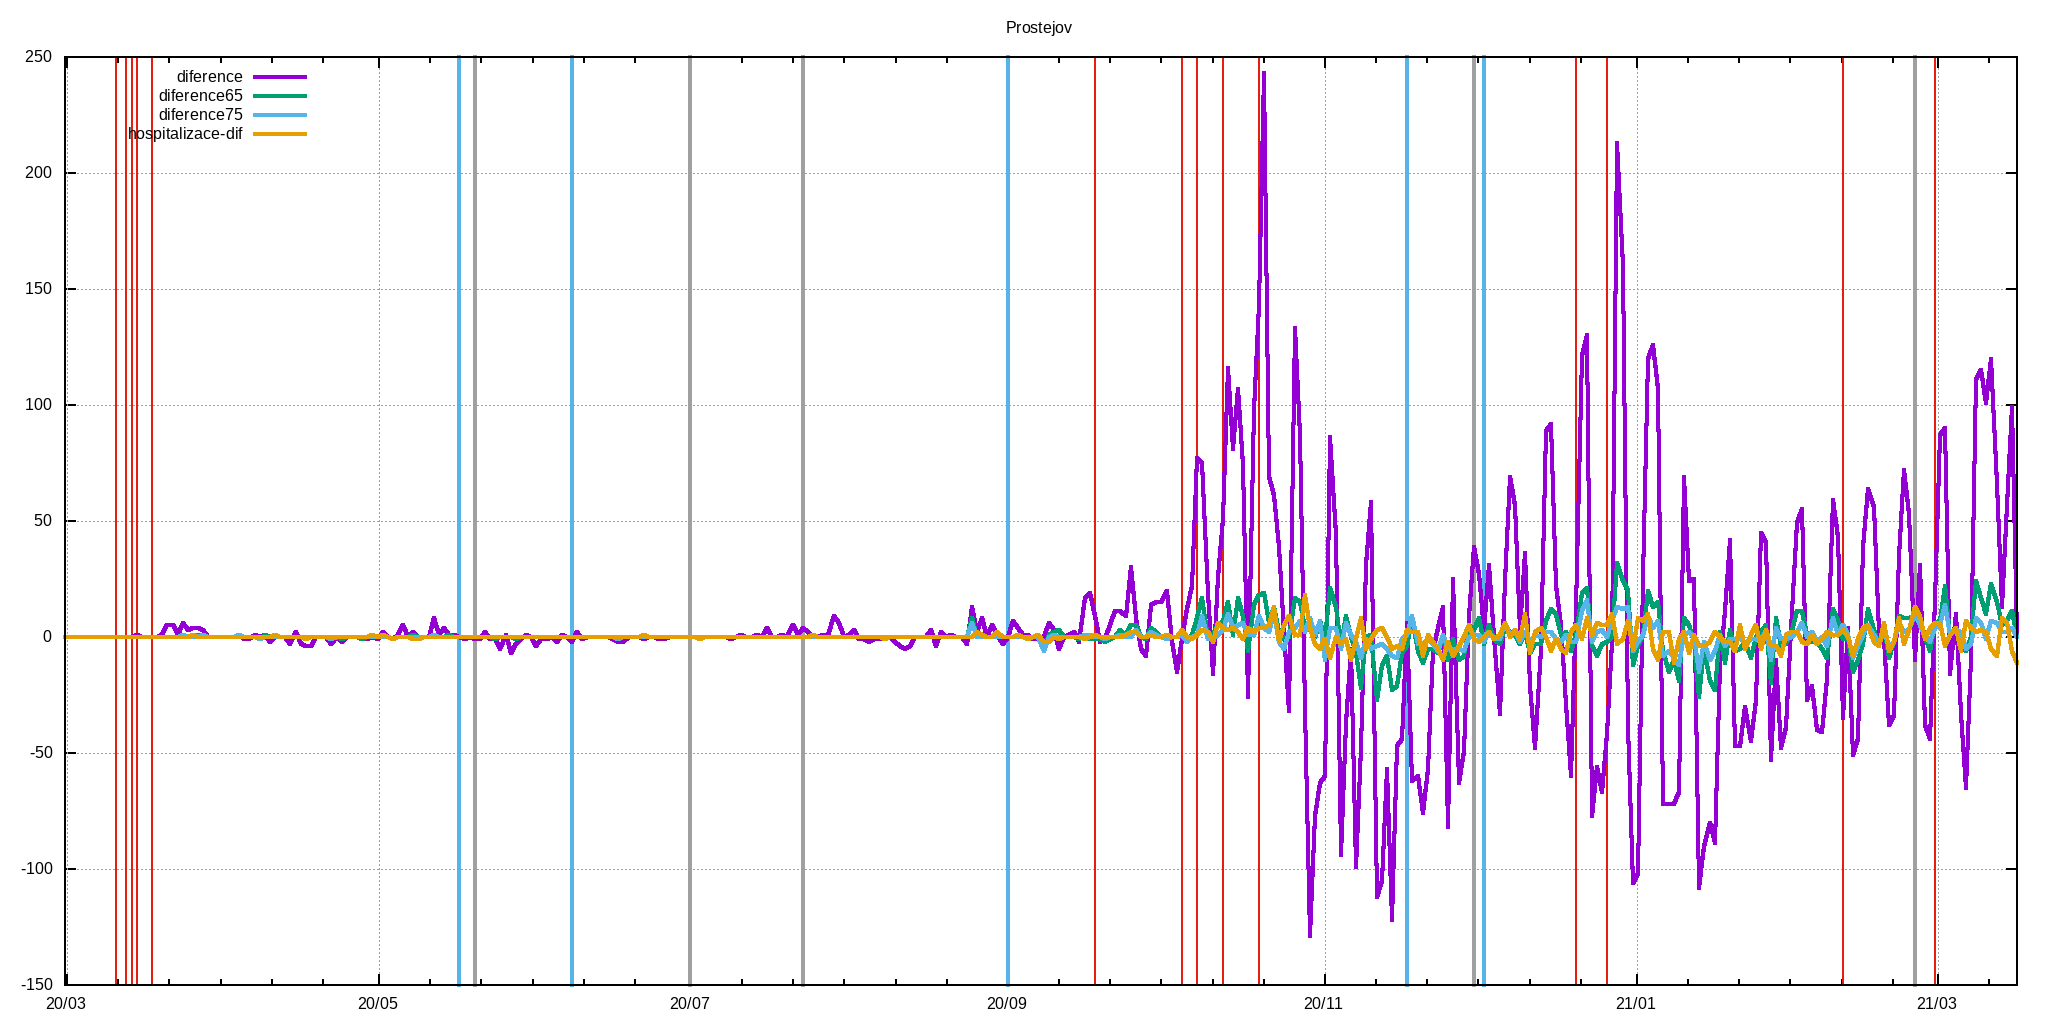 Prostejov
250
200
150
100
50
0
-50
-100
-150
diference
diference65
diference75
hospitalizace-dif
20/03 20/05 20/07 20/09 20/11 21/01 21/03